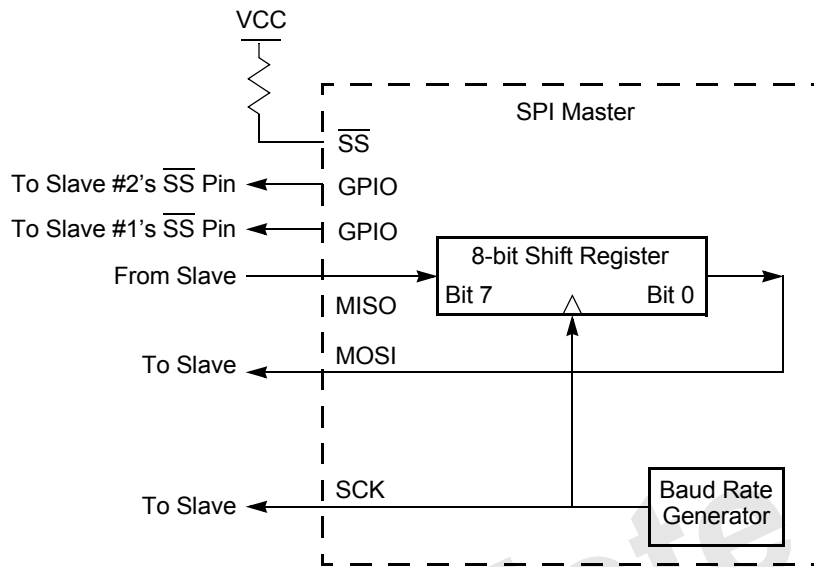 VCC
SPI Master
SS
To Slave #2's SS Pin
GPIO
To Slave #1's SS Pin
GPIO
8-bit Shift Register
From Slave
Bit 7
Bit 0
MISO
MOSI
To Slave
SCK
To Slave
Baud Rate
Generator